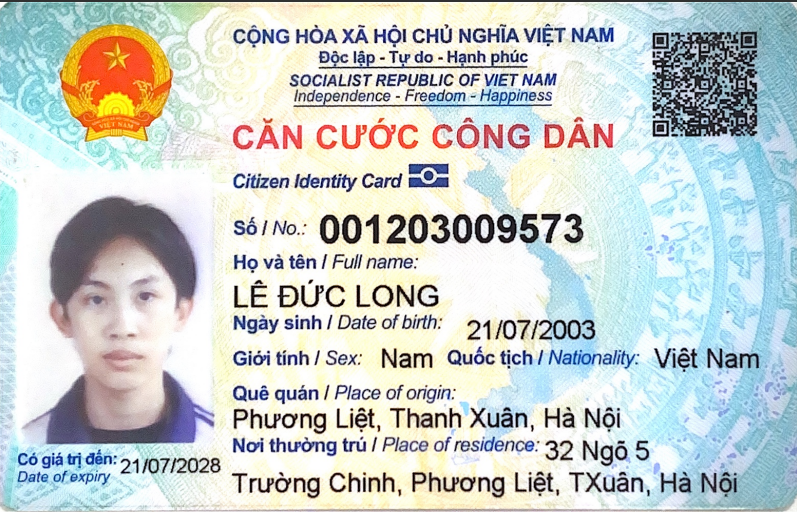 CỘNG HÒA XÃ HỘI CHỦ NGHĨA VIỆT NAM
Độc lập - Tự do - Hạnh phúc
SOCIALIST REPUBLIC OF VIET NAM
Independence - Freedom - Happiness
CĂN CƯỚC CÔNG DÂN
Citizen Identity Card
Số / No.: 001203009573
Họ và tên / Full name:
LÊ ĐỨC LONG
Ngày sinh / Date of birth: 21/07/2003
Giới tính / Sex: Nam Quốc tịch / Nationality: Việt Nam
Quê quán / Place of origin:
Phương Liệt, Thanh Xuân, Hà Nội
Nơi thường trú / Place of residence: 32 Ngõ 5
Trường Chinh, Phương Liệt, TXuân, Hà Nội
Có giá trị đến: 21/07/2028
Date of expiry
VIỆT NAM